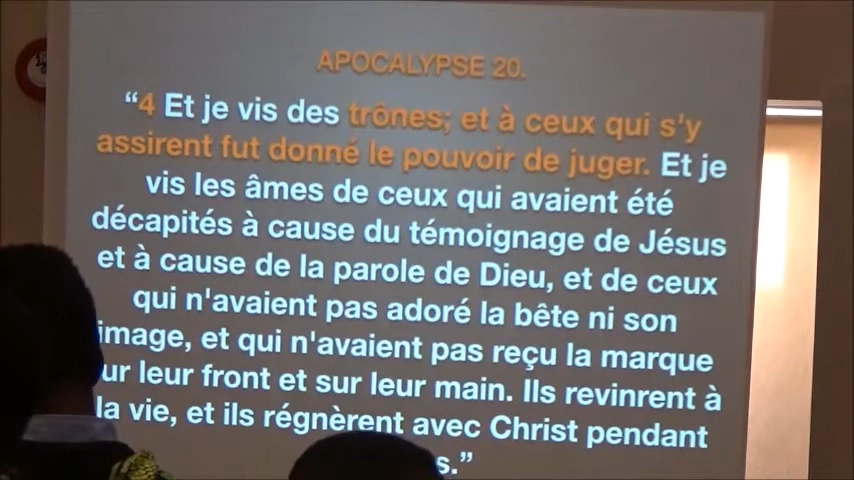 APOCALYPSE 20.
“4 Et je vis des trônes; et à ceux qui s'y
assirent fut donné le pouvoir de juger. Et je
vis les âmes de ceux qui avaient été
décapités à cause du témoignage de Jésus
et à cause de la parole de Dieu, et de ceux
qui n'avaient pas adoré la bête ni son
image, et qui n'avaient pas reçu la marque
ur leur front et sur leur main. Ils revinrent à
la vie, et ils régnèrent avec Christ pendant
s.”